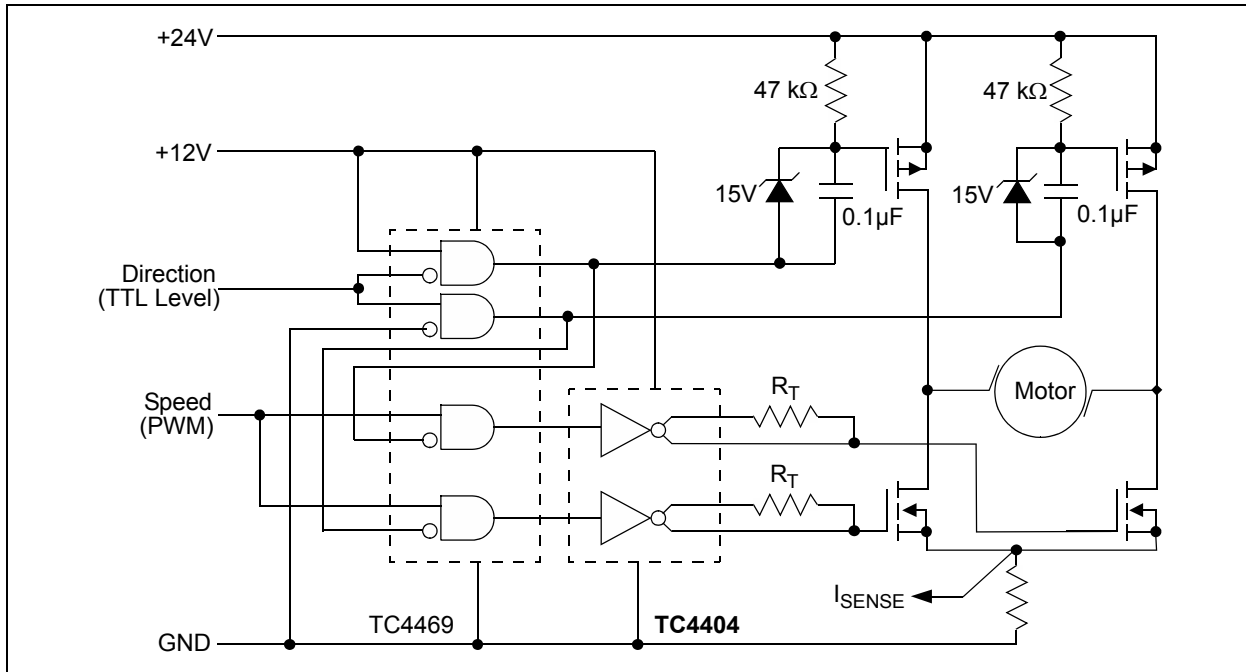 +24V
47 kΩ
47 kΩ
+12V
15V
0.1µF
15V
0.1µF
Direction
(TTL Level)
Speed
(PWM)
R_T
Motor
R_T
I_SENSE
TC4469
TC4404
GND